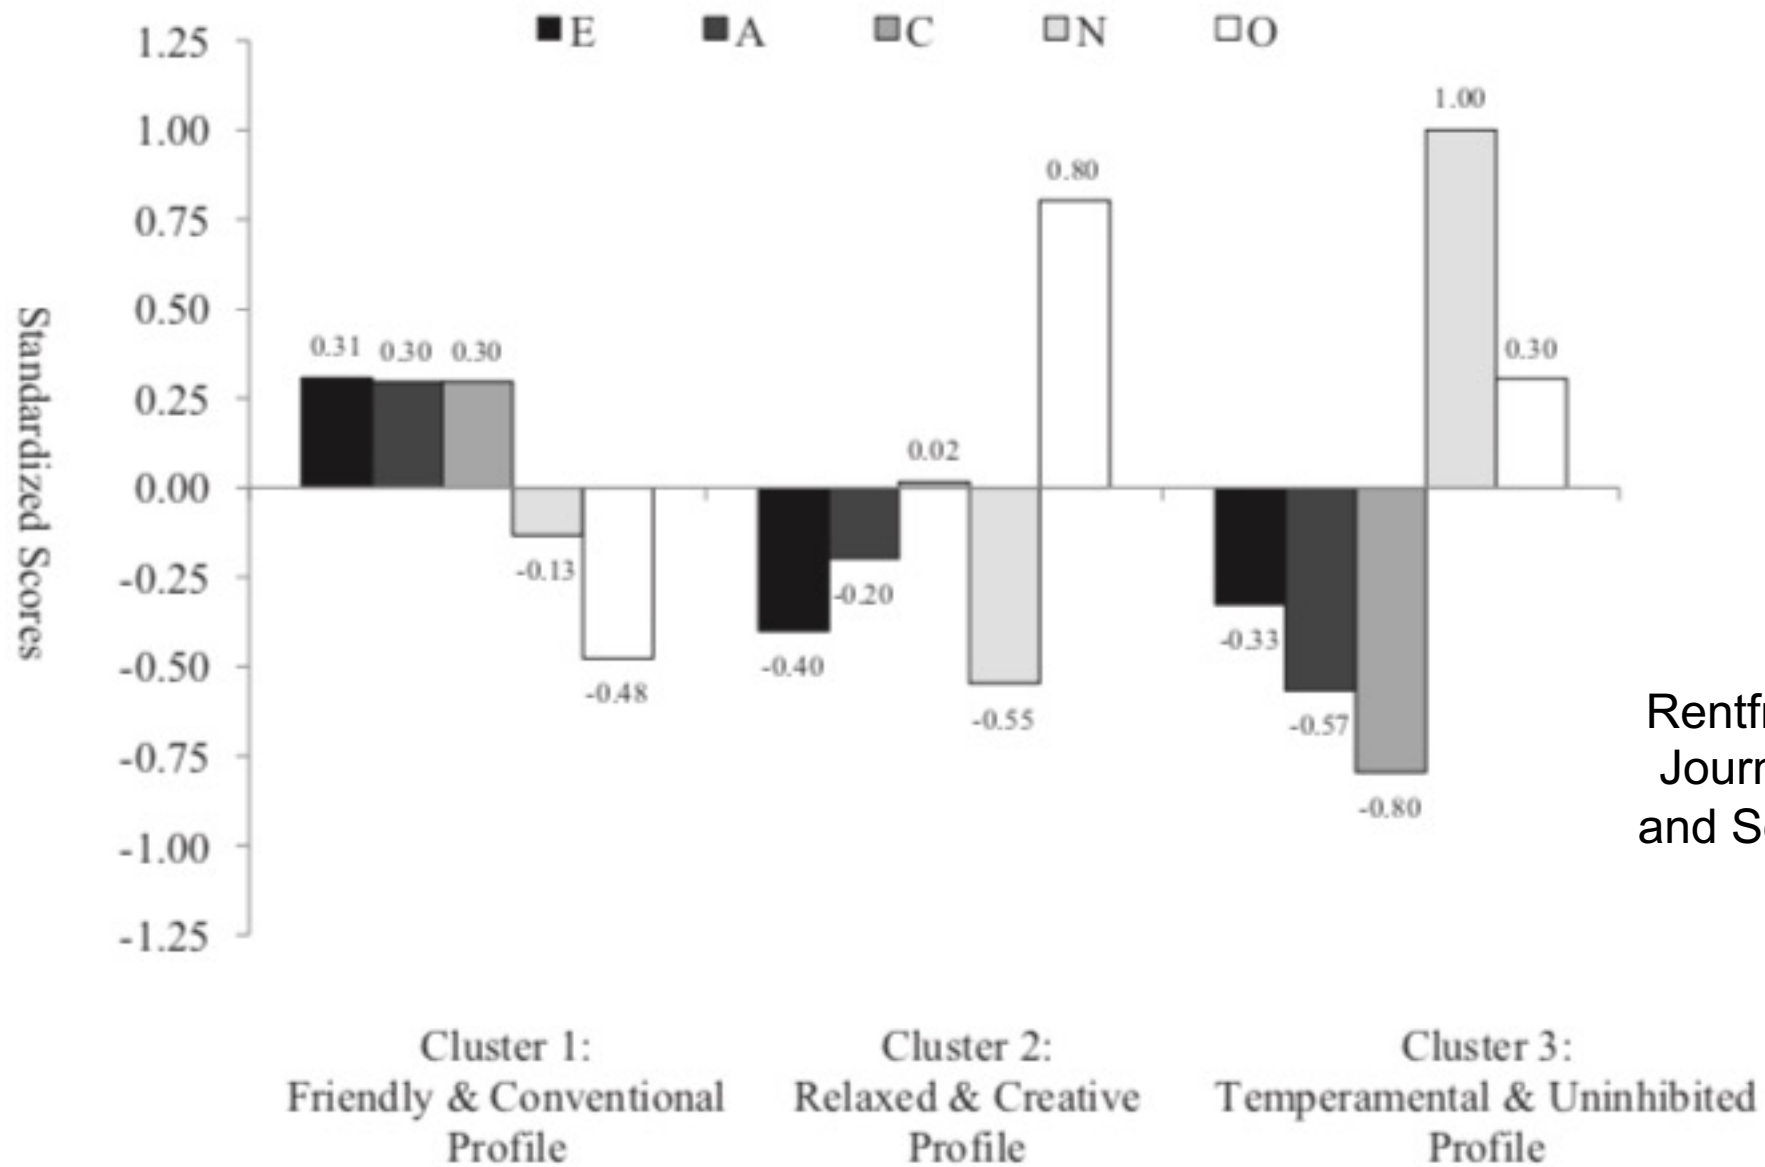 E A C N O
1.25
1.00
0.75
0.50
0.25
0.00
-0.25
-0.50
-0.75
-1.00
-1.25
Standardized Scores
0.31 0.30 0.30 -0.13 -0.48
-0.40 -0.20 0.02 -0.55 0.80
-0.33 -0.57 -0.80 1.00 0.30
Cluster 1:
Friendly & Conventional
Profile
Cluster 2:
Relaxed & Creative
Profile
Cluster 3:
Temperamental & Uninhibited
Profile
and